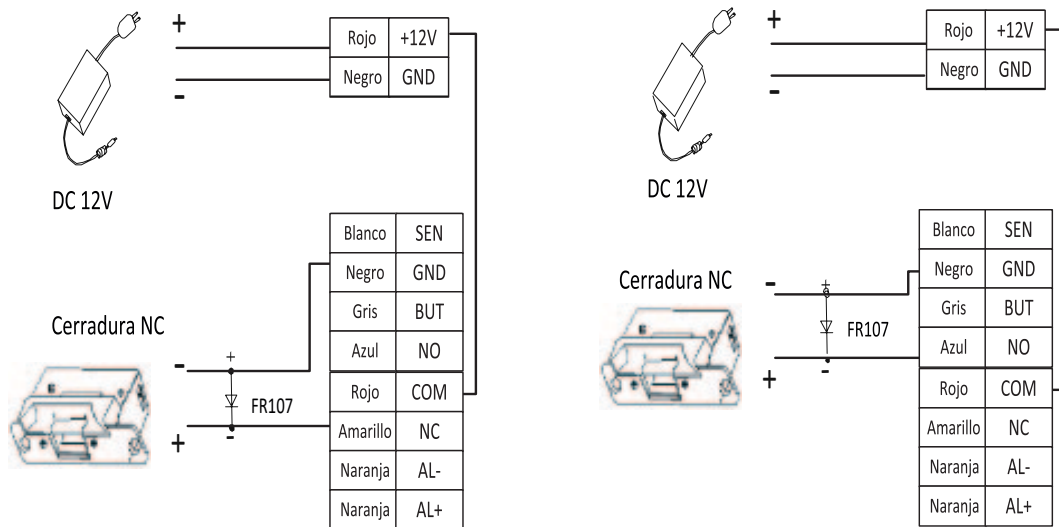 +
Rojo +12V
Negro GND
-
DC 12V
Blanco SEN
Negro GND
Gris BUT
Azul NO
Rojo COM
Amarillo NC
Naranja AL-
Naranja AL+
Cerradura NC
-
+
FR107
-
+
+
Rojo +12V
Negro GND
-
DC 12V
Blanco SEN
Negro GND
Gris BUT
Azul NO
Rojo COM
Amarillo NC
Naranja AL-
Naranja AL+
Cerradura NC
-
+
FR107
-
+